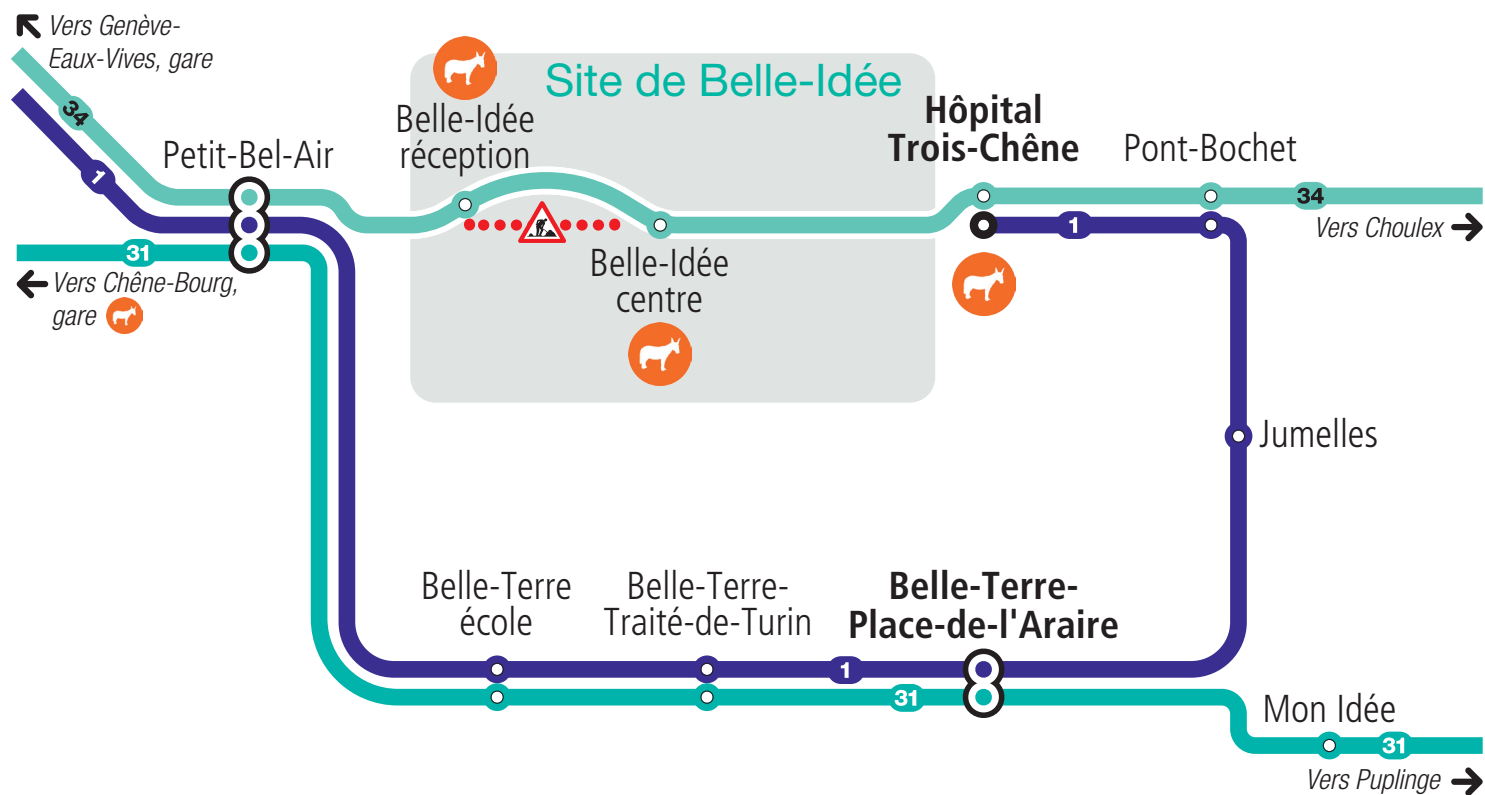 Vers Genève-
Eaux-Vives, gare
Site de Belle-Idée
34
1
Petit-Bel-Air
Belle-Idée
réception
Hôpital
Trois-Chêne
Pont-Bochet
34
Vers Choulex
1
31
Vers Chêne-Bourg,
gare
Belle-Idée
centre
Jumelles
Belle-Terre
école
Belle-Terre-
Traité-de-Turin
Belle-Terre-
Place-de-l'Araire
1
31
Mon Idée
31
Vers Puplinge